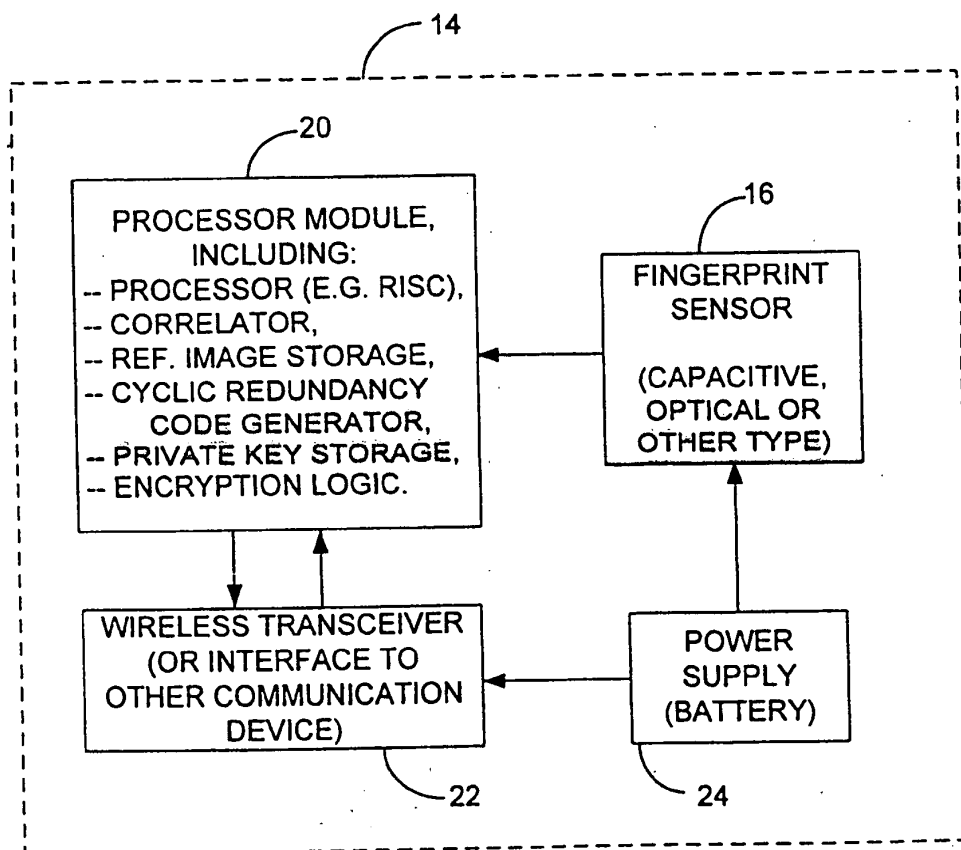 14
20
PROCESSOR MODULE,
INCLUDING:
-- PROCESSOR (E.G. RISC),
-- CORRELATOR,
-- REF. IMAGE STORAGE,
-- CYCLIC REDUNDANCY
CODE GENERATOR,
-- PRIVATE KEY STORAGE,
-- ENCRYPTION LOGIC.
16
FINGERPRINT
SENSOR
(CAPACITIVE,
OPTICAL OR
OTHER TYPE)
WIRELESS TRANSCEIVER
(OR INTERFACE TO
OTHER COMMUNICATION
DEVICE)
22
POWER
SUPPLY
(BATTERY)
24